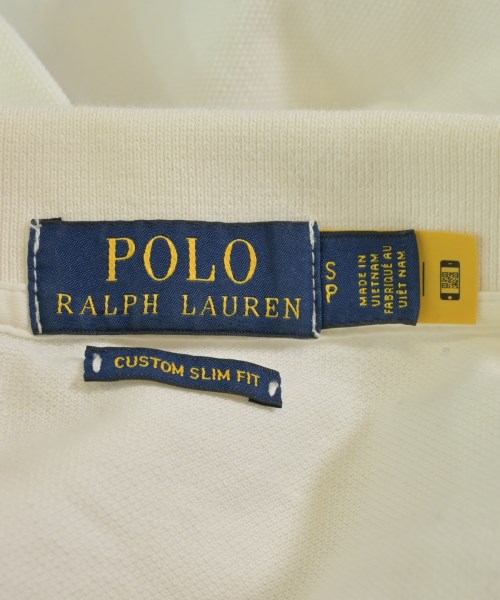 POLO
RALPH LAUREN
S
P
MADE IN
VIETNAM
FABRIQUÉ AU
VIÊT NAM
CUSTOM SLIM FIT